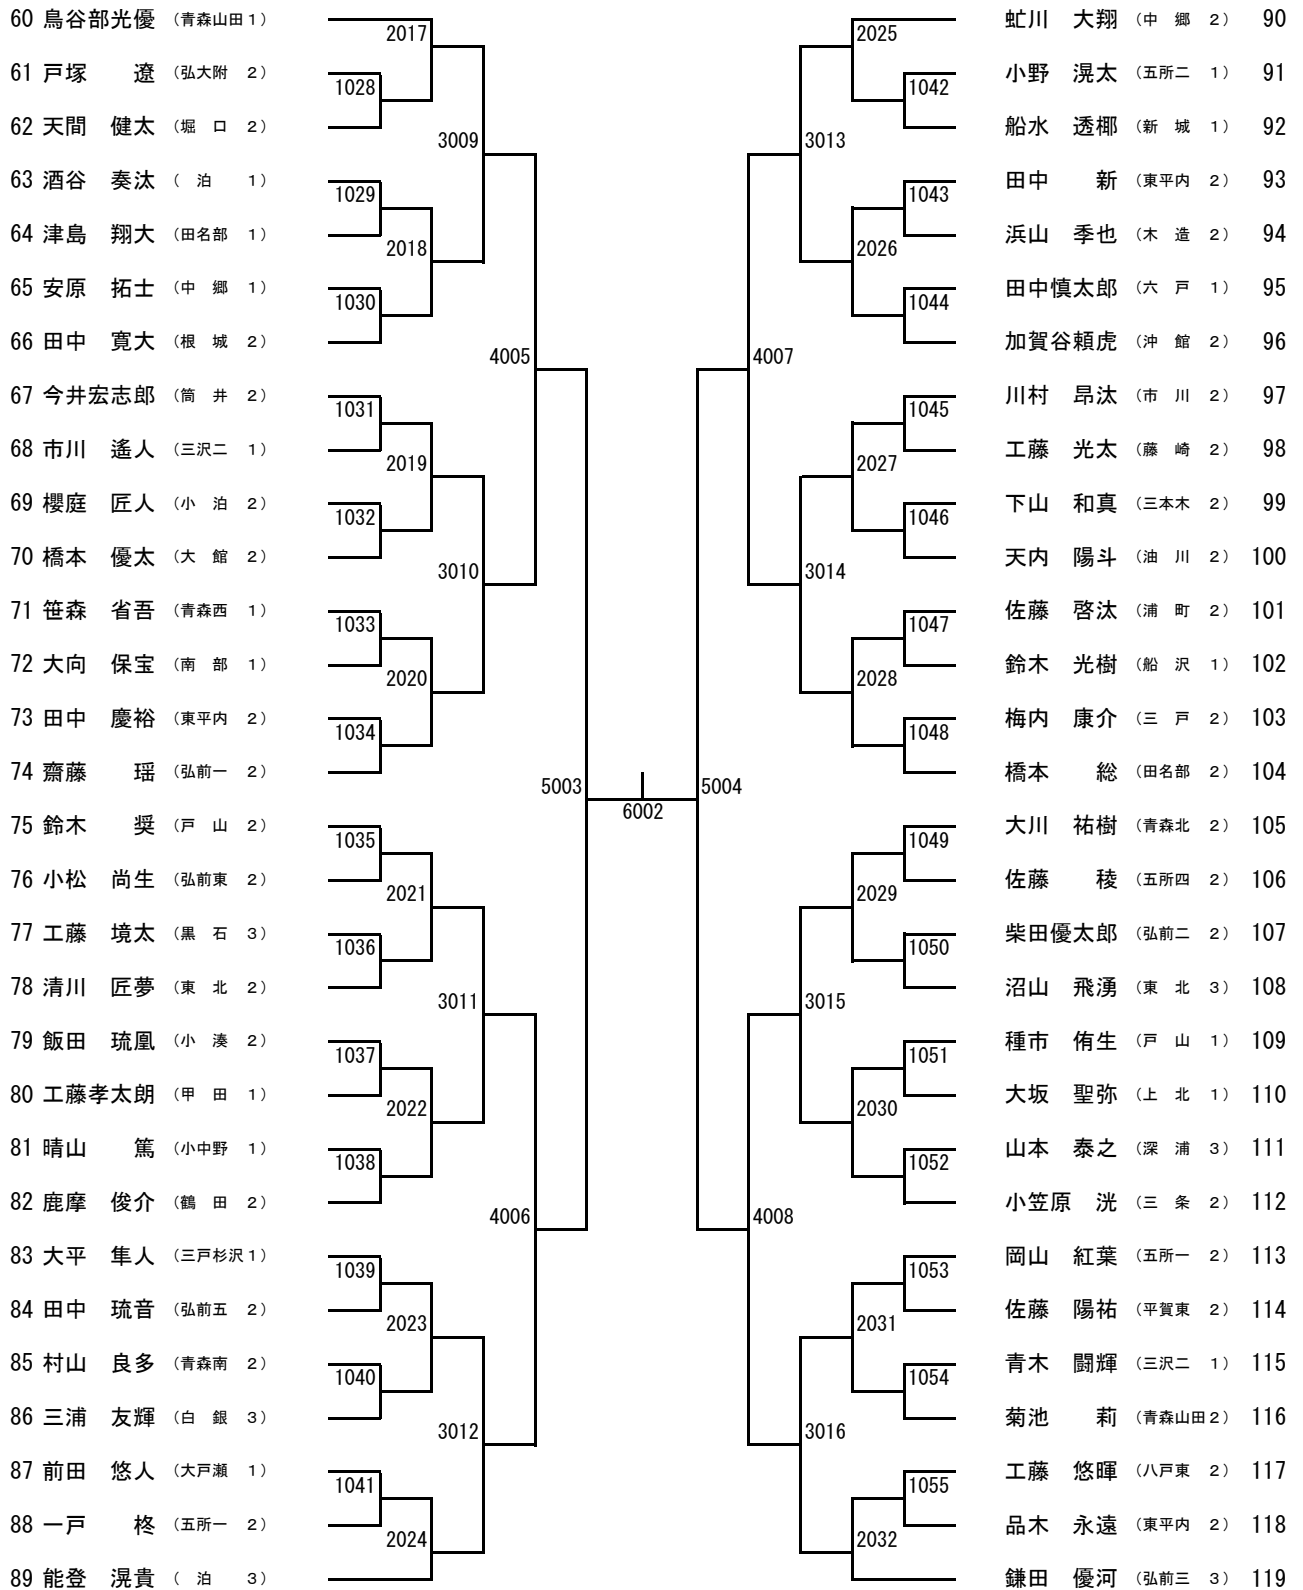 60 鳥谷部光優 (青森山田1)
61 戸塚　　遼 (弘大附 2)
62 天間　健太 (堀　口 2)
63 酒谷　奏汰 (　泊　 1)
64 津島　翔大 (田名部 1)
65 安原　拓士 (中　郷 1)
66 田中　寛大 (根　城 2)
67 今井宏志郎 (筒　井 2)
68 市川　遙人 (三沢二 1)
69 櫻庭　匠人 (小　泊 2)
70 橋本　優太 (大　館 2)
71 笹森　省吾 (青森西 1)
72 大向　保宝 (南　部 1)
73 田中　慶裕 (東平内 2)
74 齋藤　　瑶 (弘前一 2)
75 鈴木　　奨 (戸　山 2)
76 小松　尚生 (弘前東 2)
77 工藤　境太 (黒　石 3)
78 清川　匠夢 (東　北 2)
79 飯田　琉凰 (小　湊 2)
80 工藤孝太朗 (甲　田 1)
81 晴山　　篤 (小中野 1)
82 鹿摩　俊介 (鶴　田 2)
83 大平　隼人 (三戸杉沢1)
84 田中　琉音 (弘前五 2)
85 村山　良多 (青森南 2)
86 三浦　友輝 (白　銀 3)
87 前田　悠人 (大戸瀬 1)
88 一戸　　柊 (五所一 2)
89 能登　滉貴 (　泊　 3)
1028
1029
1030
1031
1032
1033
1034
1035
1036
1037
1038
1039
1040
1041
2017
2018
2019
2020
2021
2022
2023
2024
3009
3010
3011
3012
4005
4006
5003
6002
5004
4007
4008
3013
3014
3015
3016
2025
2026
2027
2028
2029
2030
2031
2032
1042
1043
1044
1045
1046
1047
1048
1049
1050
1051
1052
1053
1054
1055
虻川　大翔 (中　郷 2) 90
小野　滉太 (五所二 1) 91
船水　透椰 (新　城 1) 92
田中　　新 (東平内 2) 93
浜山　季也 (木　造 2) 94
田中慎太郎 (六　戸 1) 95
加賀谷頼虎 (沖　館 2) 96
川村　昂汰 (市　川 2) 97
工藤　光太 (藤　崎 2) 98
下山　和真 (三本木 2) 99
天内　陽斗 (油　川 2) 100
佐藤　啓汰 (浦　町 2) 101
鈴木　光樹 (船　沢 1) 102
梅内　康介 (三　戸 2) 103
橋本　　総 (田名部 2) 104
大川　祐樹 (青森北 2) 105
佐藤　　稜 (五所四 2) 106
柴田優太郎 (弘前二 2) 107
沼山　飛湧 (東　北 3) 108
種市　侑生 (戸　山 1) 109
大坂　聖弥 (上　北 1) 110
山本　泰之 (深　浦 3) 111
小笠原　洸 (三　条 2) 112
岡山　紅葉 (五所一 2) 113
佐藤　陽祐 (平賀東 2) 114
青木　闘輝 (三沢二 1) 115
菊池　　莉 (青森山田2) 116
工藤　悠暉 (八戸東 2) 117
品木　永遠 (東平内 2) 118
鎌田　優河 (弘前三 3) 119